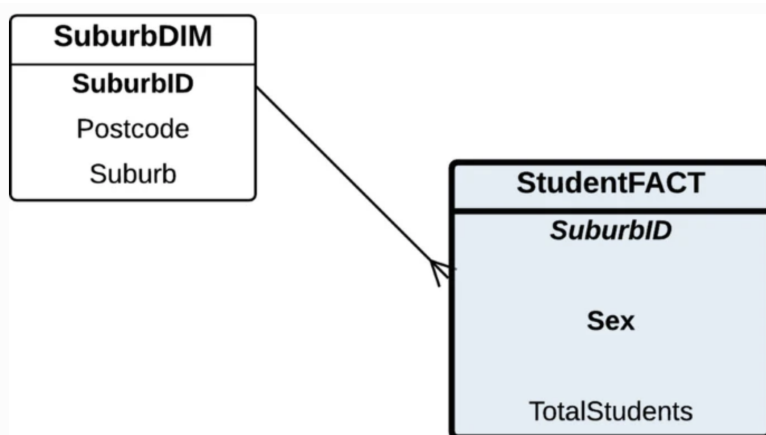 SuburbDIM
SuburbID
Postcode
Suburb
StudentFACT
SuburbID
Sex
TotalStudents